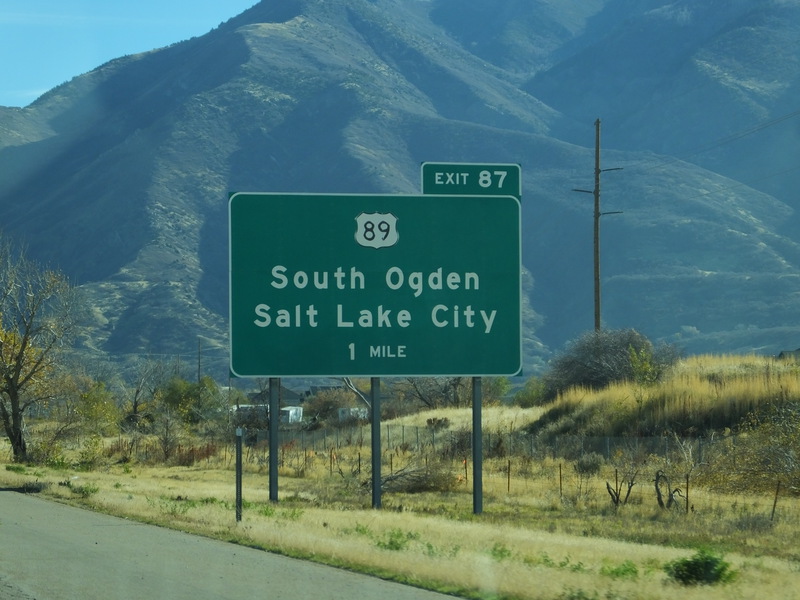 EXIT 87
89
South Ogden
Salt Lake City
1 MILE